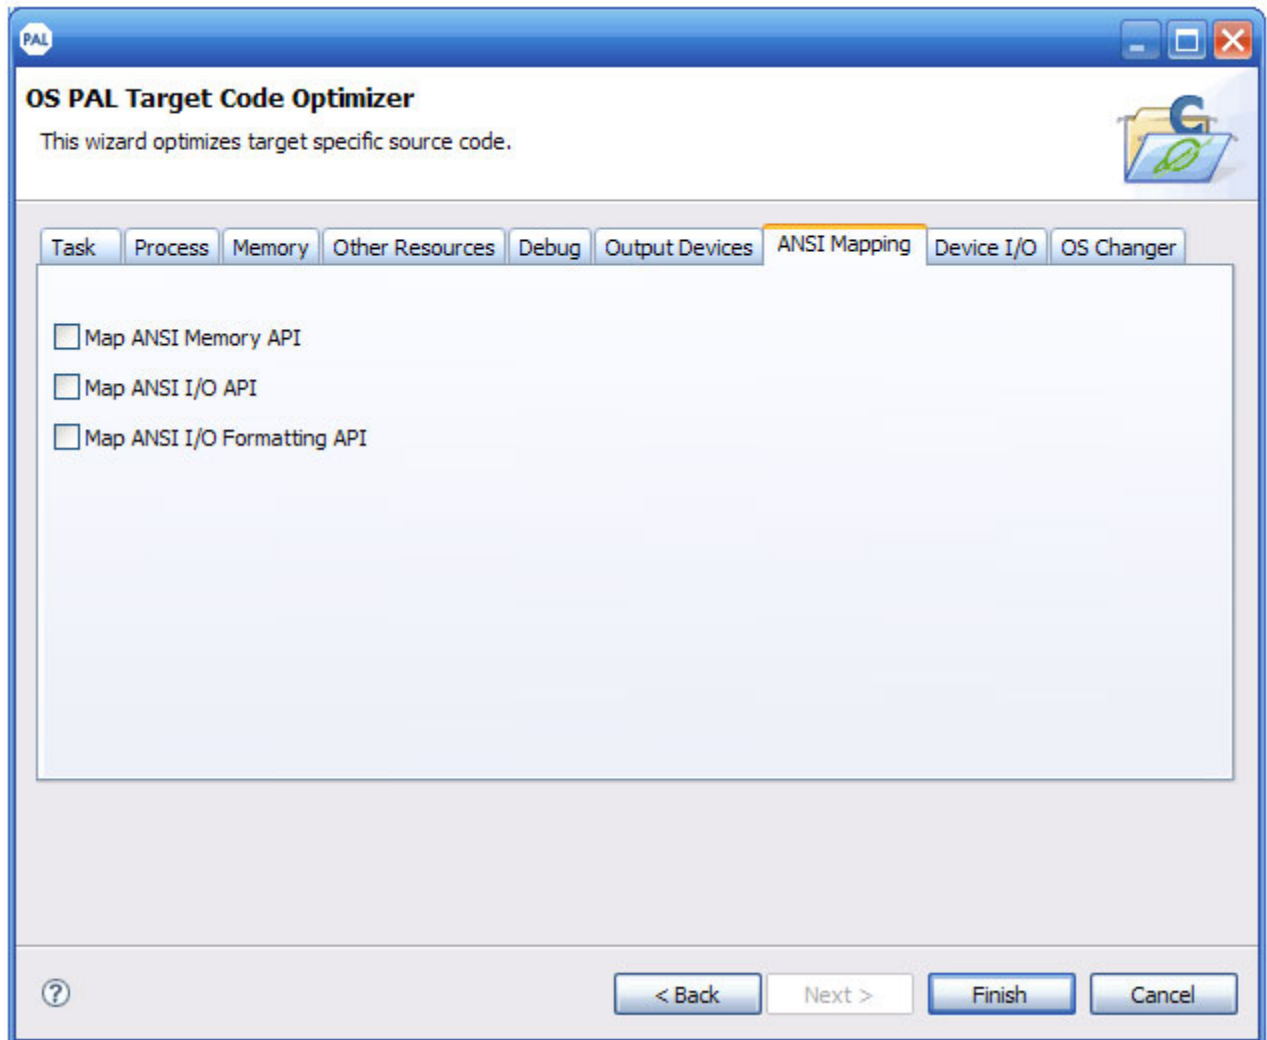 PAL
OS PAL Target Code Optimizer
This wizard optimizes target specific source code.
C
Task Process Memory Other Resources Debug Output Devices ANSI Mapping Device I/O OS Changer
Map ANSI Memory API
Map ANSI I/O API
Map ANSI I/O Formatting API
? < Back Next > Finish Cancel